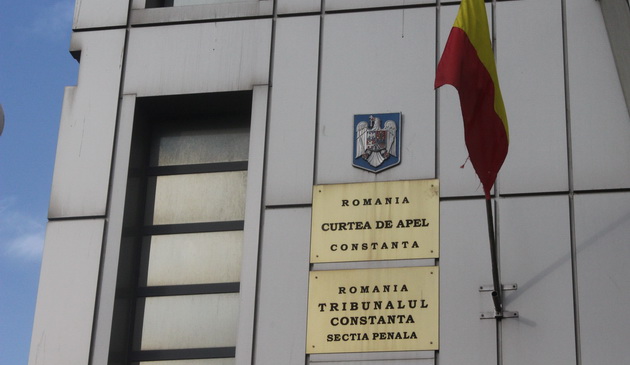 ROMANIA
CURTEA DE APEL
CONSTANTA
ROMANIA
TRIBUNALUL
CONSTANTA
SECTIA PENALA